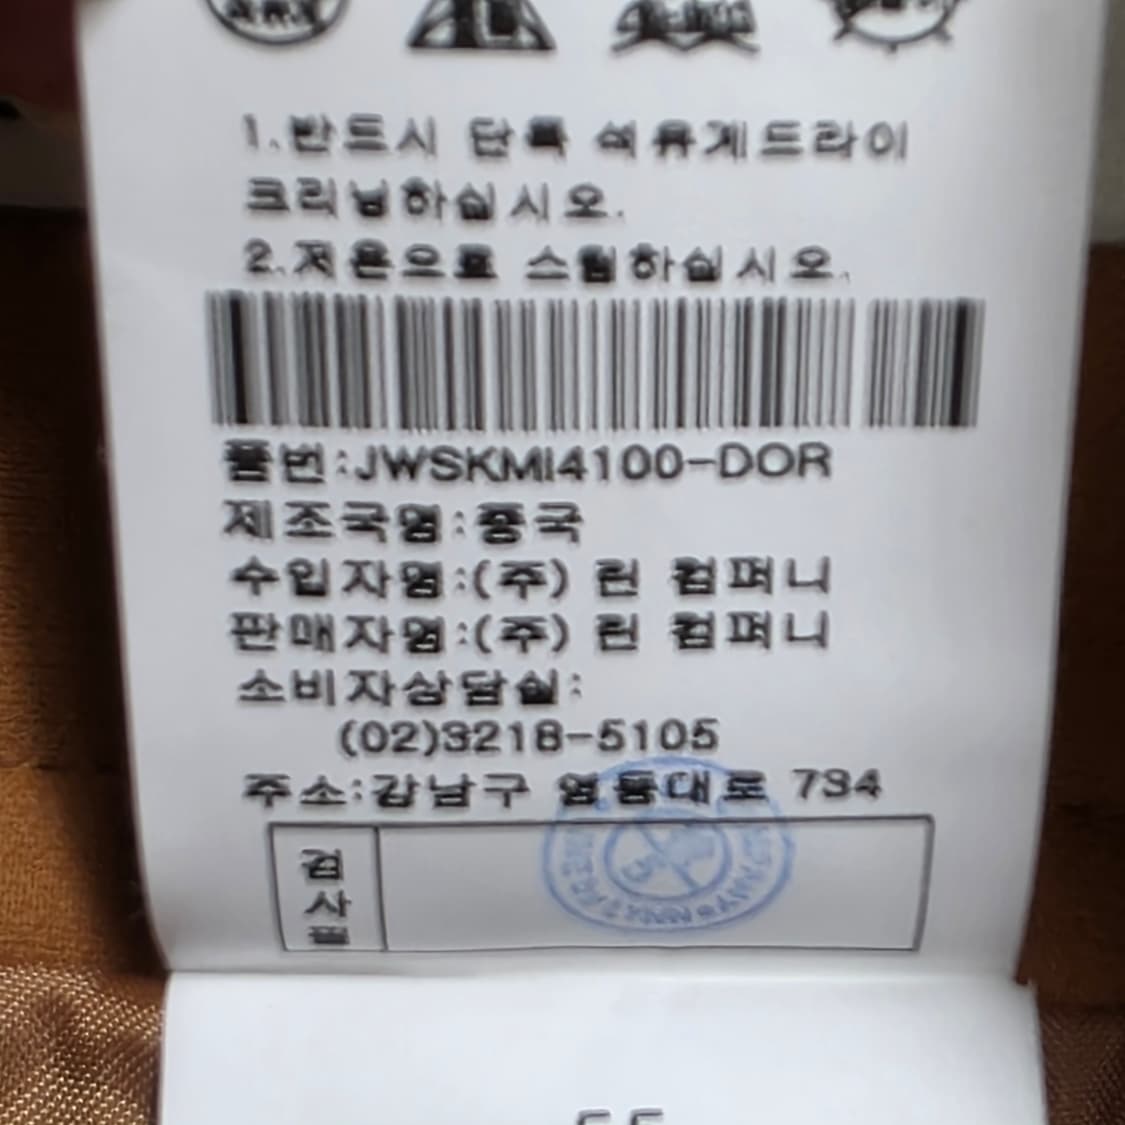 1.반드시 단독 석유계드라이
크리닝하십시오.
2.저온으로 스팀하십시오.
품번:JWSKMI4100-DOR
제조국명:중국
수입자명:(주) 린 컴퍼니
판매자명:(주) 린 컴퍼니
소비자상담실:
(02)3218-5105
주소:강남구 영동대로 734
검
사
필